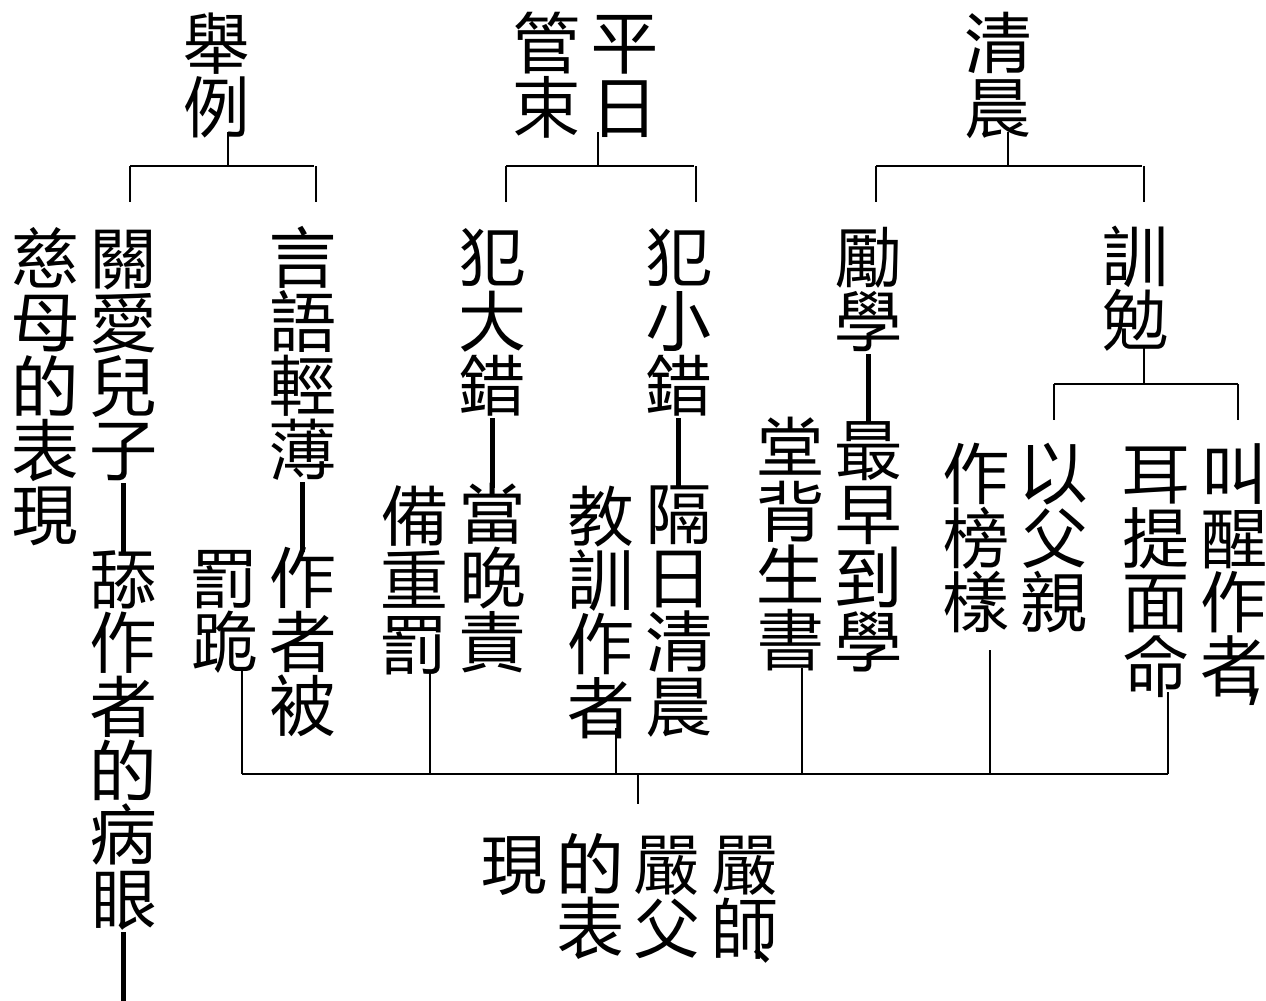 清晨
平日
管束
舉例
訓勉
勵學
犯小錯
犯大錯
言語輕薄
關愛兒子
慈母的表現
叫醒作者，
耳提面命
以父親
作榜樣
最早到學
堂背生書
隔日清晨
教訓作者
當晚責
備重罰
作者被
罰跪
舔作者的病眼
嚴師、
嚴父
的表
現